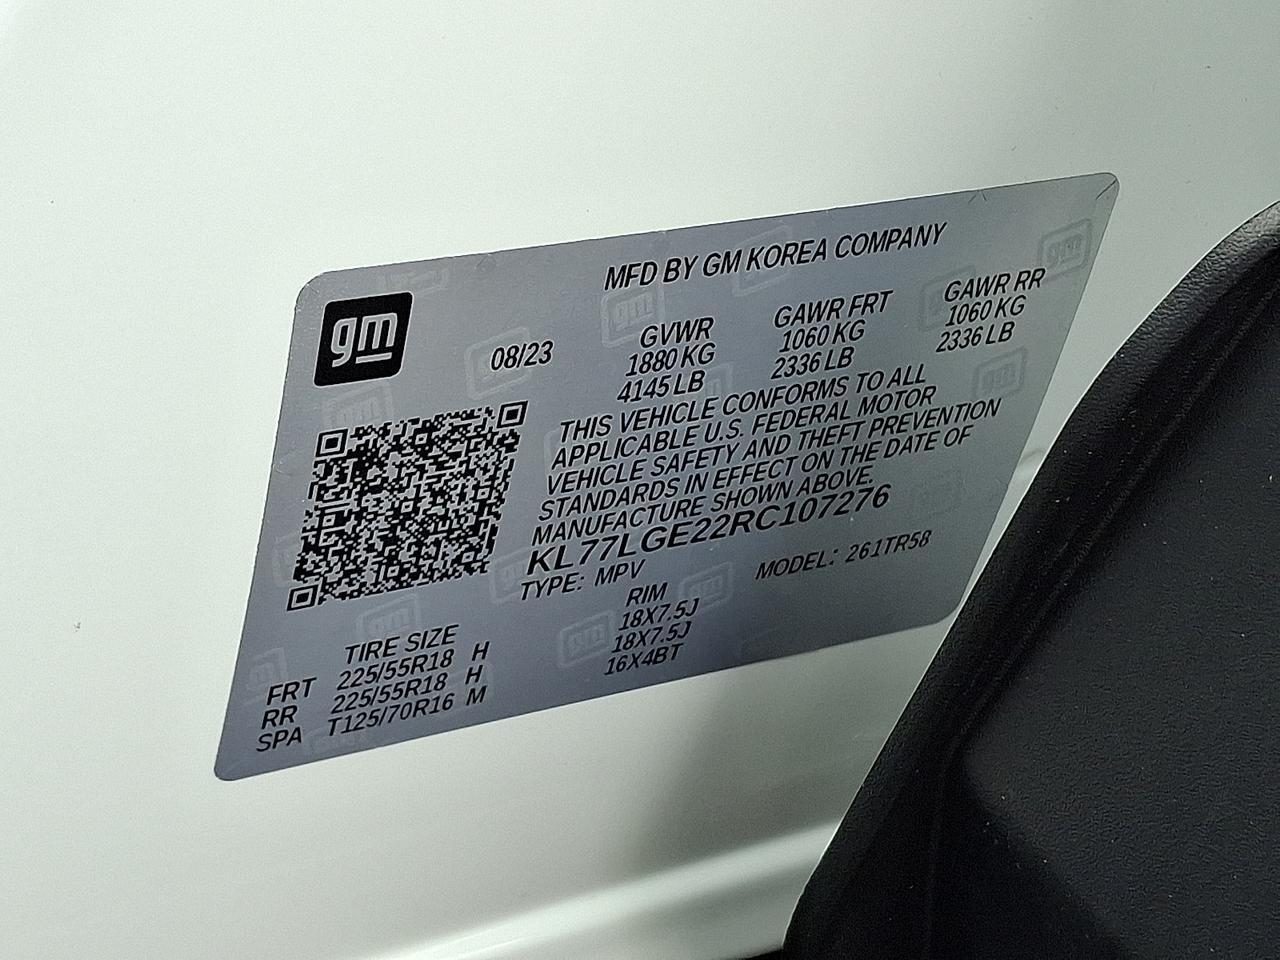 gm
MFD BY GM KOREA COMPANY
08/23
GVWR GAWR FRT GAWR RR
1880 KG 1060 KG 1060 KG
4145 LB 2336 LB 2336 LB
THIS VEHICLE CONFORMS TO ALL
APPLICABLE U.S. FEDERAL MOTOR
VEHICLE SAFETY AND THEFT PREVENTION
STANDARDS IN EFFECT ON THE DATE OF
MANUFACTURE SHOWN ABOVE.
KL77LGE22RC107276
TYPE: MPV MODEL: 261TR58
TIRE SIZE RIM
FRT 225/55R18 H 18X7.5J
RR 225/55R18 H 18X7.5J
SPA T125/70R16 M 16X4BT